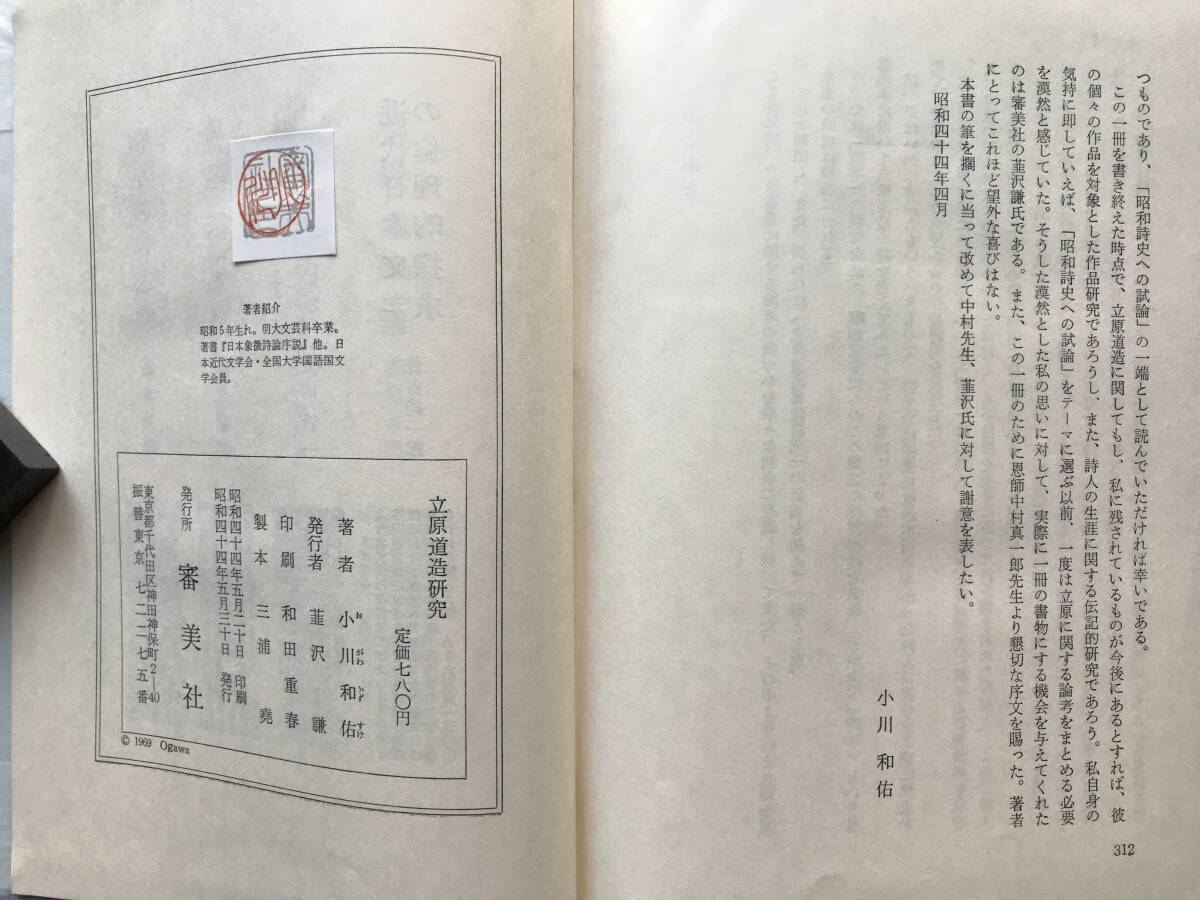 つものであり、「昭和詩史への試論」の一端として読んでいただければ幸いである。
この一冊を書き終えた時点で、立原道造に関してもし、私に残されているものが今後にあるとすれば、彼
の個々の作品を対象とした作品研究であろうし、また、詩人の生涯に関する伝記的研究であろう。私自身の
気持に即していえば、「昭和詩史への試論」をテーマに選ぶ以前、一度は立原に関する論考をまとめる必要
を漠然と感じていた。そうした漠然とした私の思いに対して、実際に一冊の書物にする機会を与えてくれた
のは審美社の韮沢謙氏である。また、この一冊のために恩師中村真一郎先生より懇切な序文を賜った。著者
にとってこれほど望外な喜びはない。
本書の筆を擱くに当って改めて中村先生、韮沢氏に対して謝意を表したい。
昭和四十四年四月
小川和佑
312
著者紹介
昭和5年生れ。明大文芸科卒業。
著書『日本象徴詩論序説』他。日
本近代文学会・全国大学国語国文
学会員。
立原道造研究
定価七八〇円
著者 小川和佑
お がわ かず すけ
発行者 韮沢謙
印刷 和田重春
製本 三浦堯
昭和四十四年五月二十日 印刷
昭和四十四年五月三十日 発行
発行所 審美社
東京都千代田区神田神保町2―40
振替東京 七二一七五番
© 1969 Ogawa